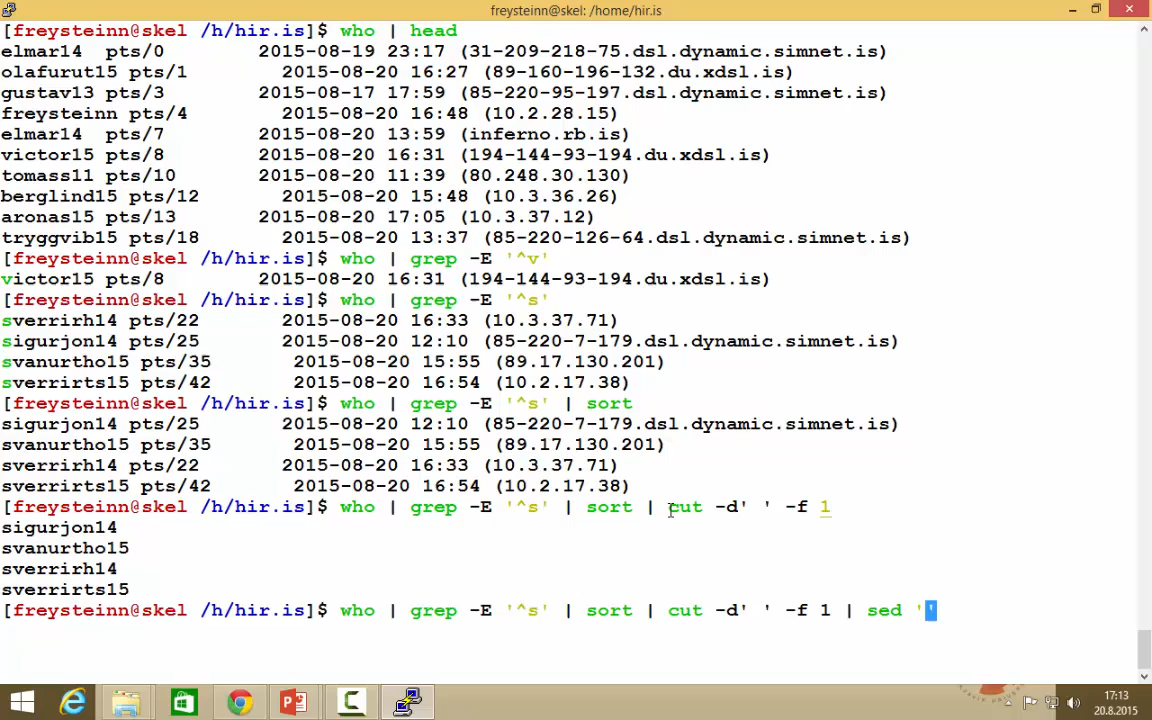 freysteinn@skel: /home/hir.is
[freysteinn@skel /h/hir.is]$ who | head
elmar14  pts/0        2015-08-19 23:17 (31-209-218-75.dsl.dynamic.simnet.is)
olafurut15 pts/1        2015-08-20 16:27 (89-160-196-132.du.xdsl.is)
gustav13 pts/3        2015-08-17 17:59 (85-220-95-197.dsl.dynamic.simnet.is)
freysteinn pts/4        2015-08-20 16:48 (10.2.28.15)
elmar14  pts/7        2015-08-20 13:59 (inferno.rb.is)
victor15 pts/8        2015-08-20 16:31 (194-144-93-194.du.xdsl.is)
tomass11 pts/10       2015-08-20 11:39 (80.248.30.130)
berglind15 pts/12       2015-08-20 15:48 (10.3.36.26)
aronas15 pts/13       2015-08-20 17:05 (10.3.37.12)
tryggvib15 pts/18       2015-08-20 13:37 (85-220-126-64.dsl.dynamic.simnet.is)
[freysteinn@skel /h/hir.is]$ who | grep -E '^v'
victor15 pts/8        2015-08-20 16:31 (194-144-93-194.du.xdsl.is)
[freysteinn@skel /h/hir.is]$ who | grep -E '^s'
sverrirh14 pts/22       2015-08-20 16:33 (10.3.37.71)
sigurjon14 pts/25       2015-08-20 12:10 (85-220-7-179.dsl.dynamic.simnet.is)
svanurtho15 pts/35       2015-08-20 15:55 (89.17.130.201)
sverrirts15 pts/42       2015-08-20 16:54 (10.2.17.38)
[freysteinn@skel /h/hir.is]$ who | grep -E '^s' | sort
sigurjon14 pts/25       2015-08-20 12:10 (85-220-7-179.dsl.dynamic.simnet.is)
svanurtho15 pts/35       2015-08-20 15:55 (89.17.130.201)
sverrirh14 pts/22       2015-08-20 16:33 (10.3.37.71)
sverrirts15 pts/42       2015-08-20 16:54 (10.2.17.38)
[freysteinn@skel /h/hir.is]$ who | grep -E '^s' | sort | cut -d' ' -f 1
sigurjon14
svanurtho15
sverrirh14
sverrirts15
[freysteinn@skel /h/hir.is]$ who | grep -E '^s' | sort | cut -d' ' -f 1 | sed ''
17:13
20.8.2015